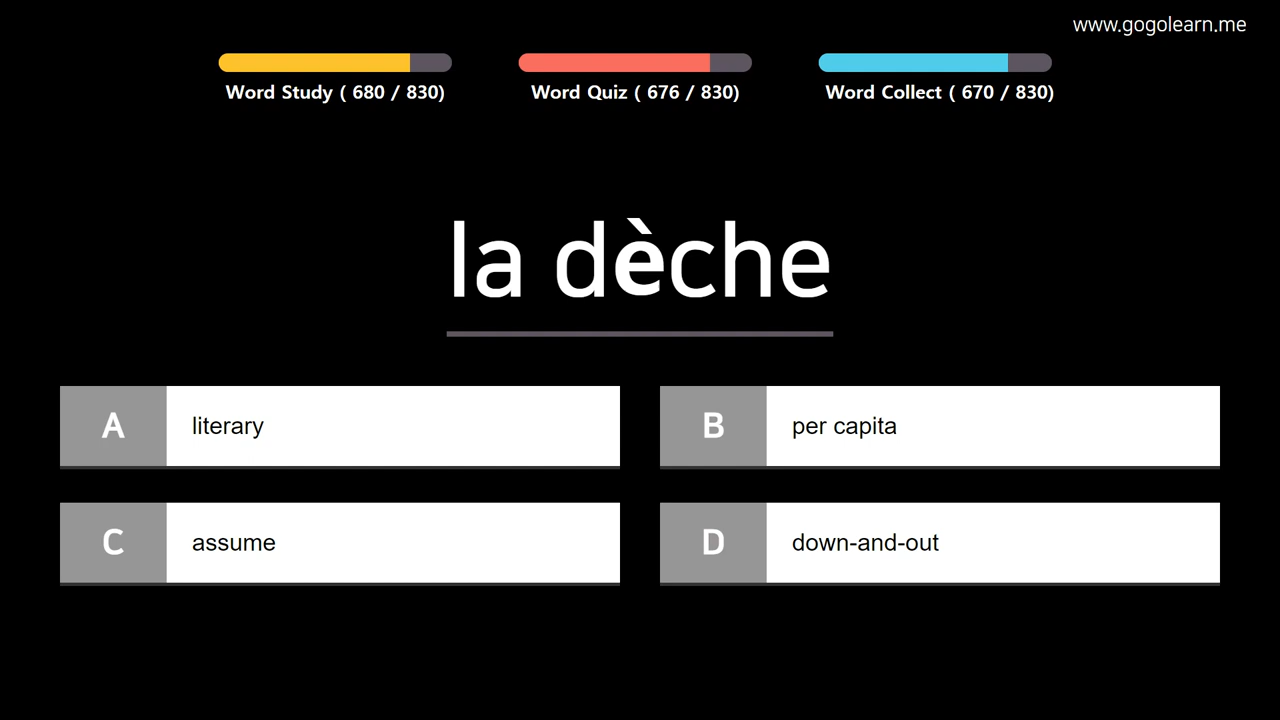 www.gogolearn.me
Word Study ( 680 / 830)
Word Quiz ( 676 / 830)
Word Collect ( 670 / 830)
la dèche
A literary
B per capita
C assume
D down-and-out